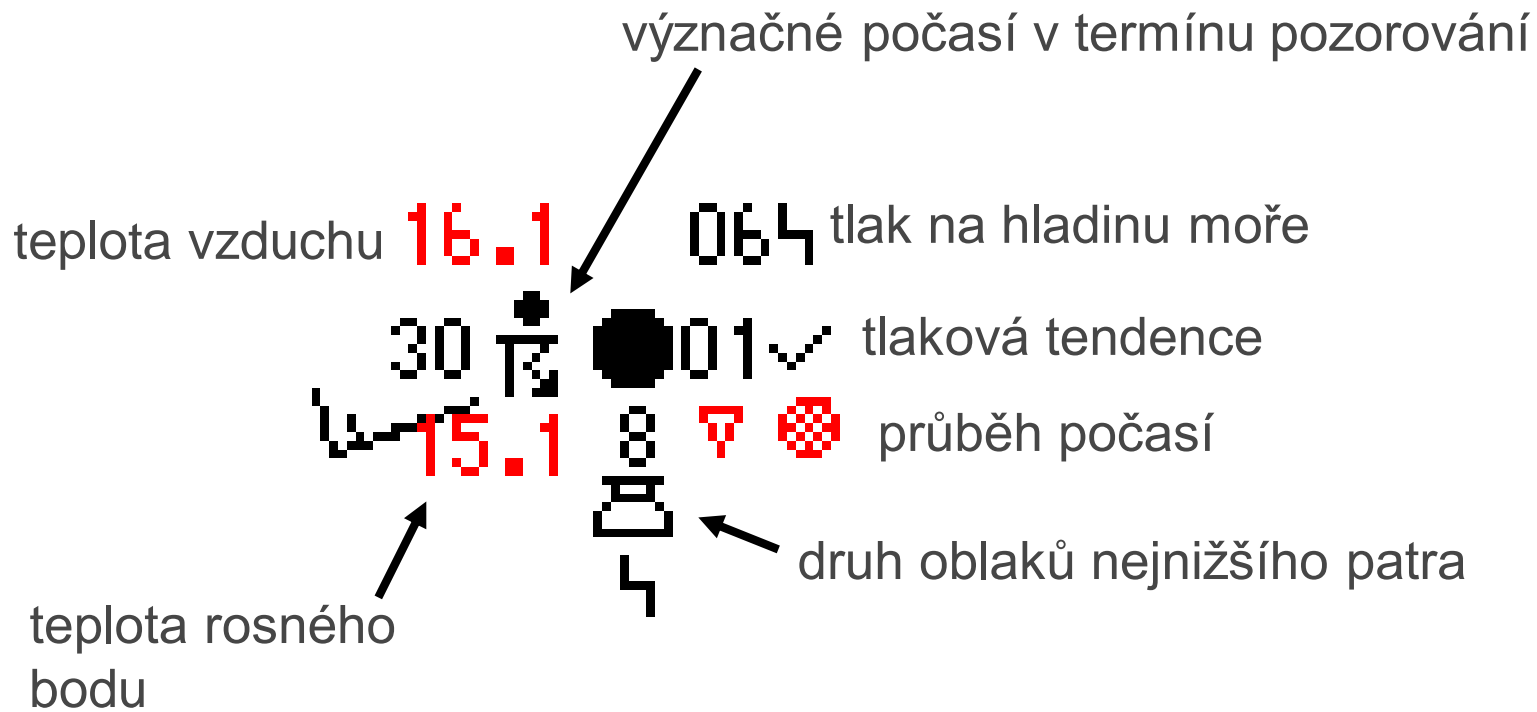 význačné počasí v termínu pozorování
teplota vzduchu 16.1 064 tlak na hladinu moře
30 01 tlaková tendence
15.1 8 průběh počasí
druh oblaků nejnižšího patra
4
teplota rosného
bodu